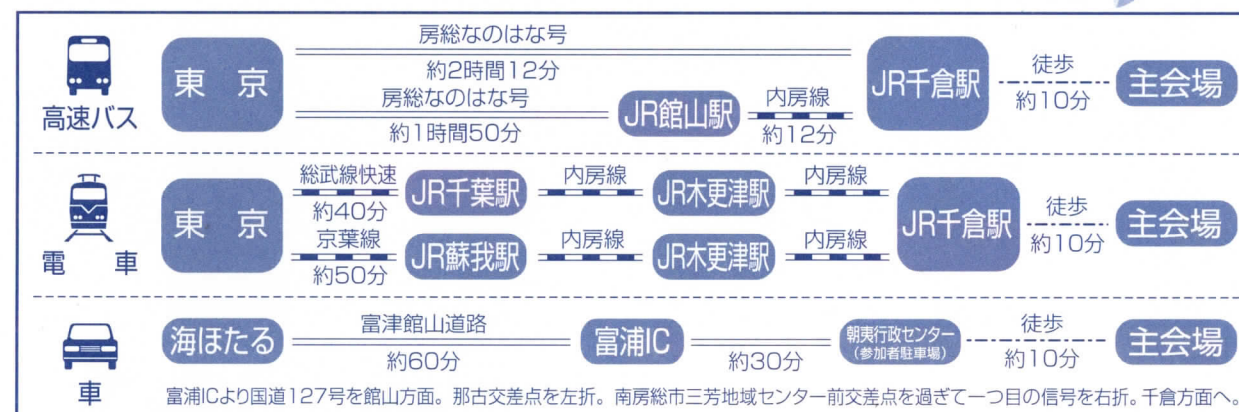 高速バス
東 京
房総なのはな号
約2時間12分
房総なのはな号
約1時間50分
JR館山駅
内房線
約12分
JR千倉駅
徒歩
約10分
主会場
電 車
東 京
総武線快速
約40分
JR千葉駅
内房線
JR木更津駅
内房線
京葉線
約50分
JR蘇我駅
内房線
JR木更津駅
内房線
JR千倉駅
徒歩
約10分
主会場
車
海ほたる
富津館山道路
約60分
富浦IC
約30分
朝夷行政センター
(参加者駐車場)
徒歩
約10分
主会場
富浦ICより国道127号を館山方面。那古交差点を左折。南房総市三芳地域センター前交差点を過ぎて一つ目の信号を右折。千倉方面へ。